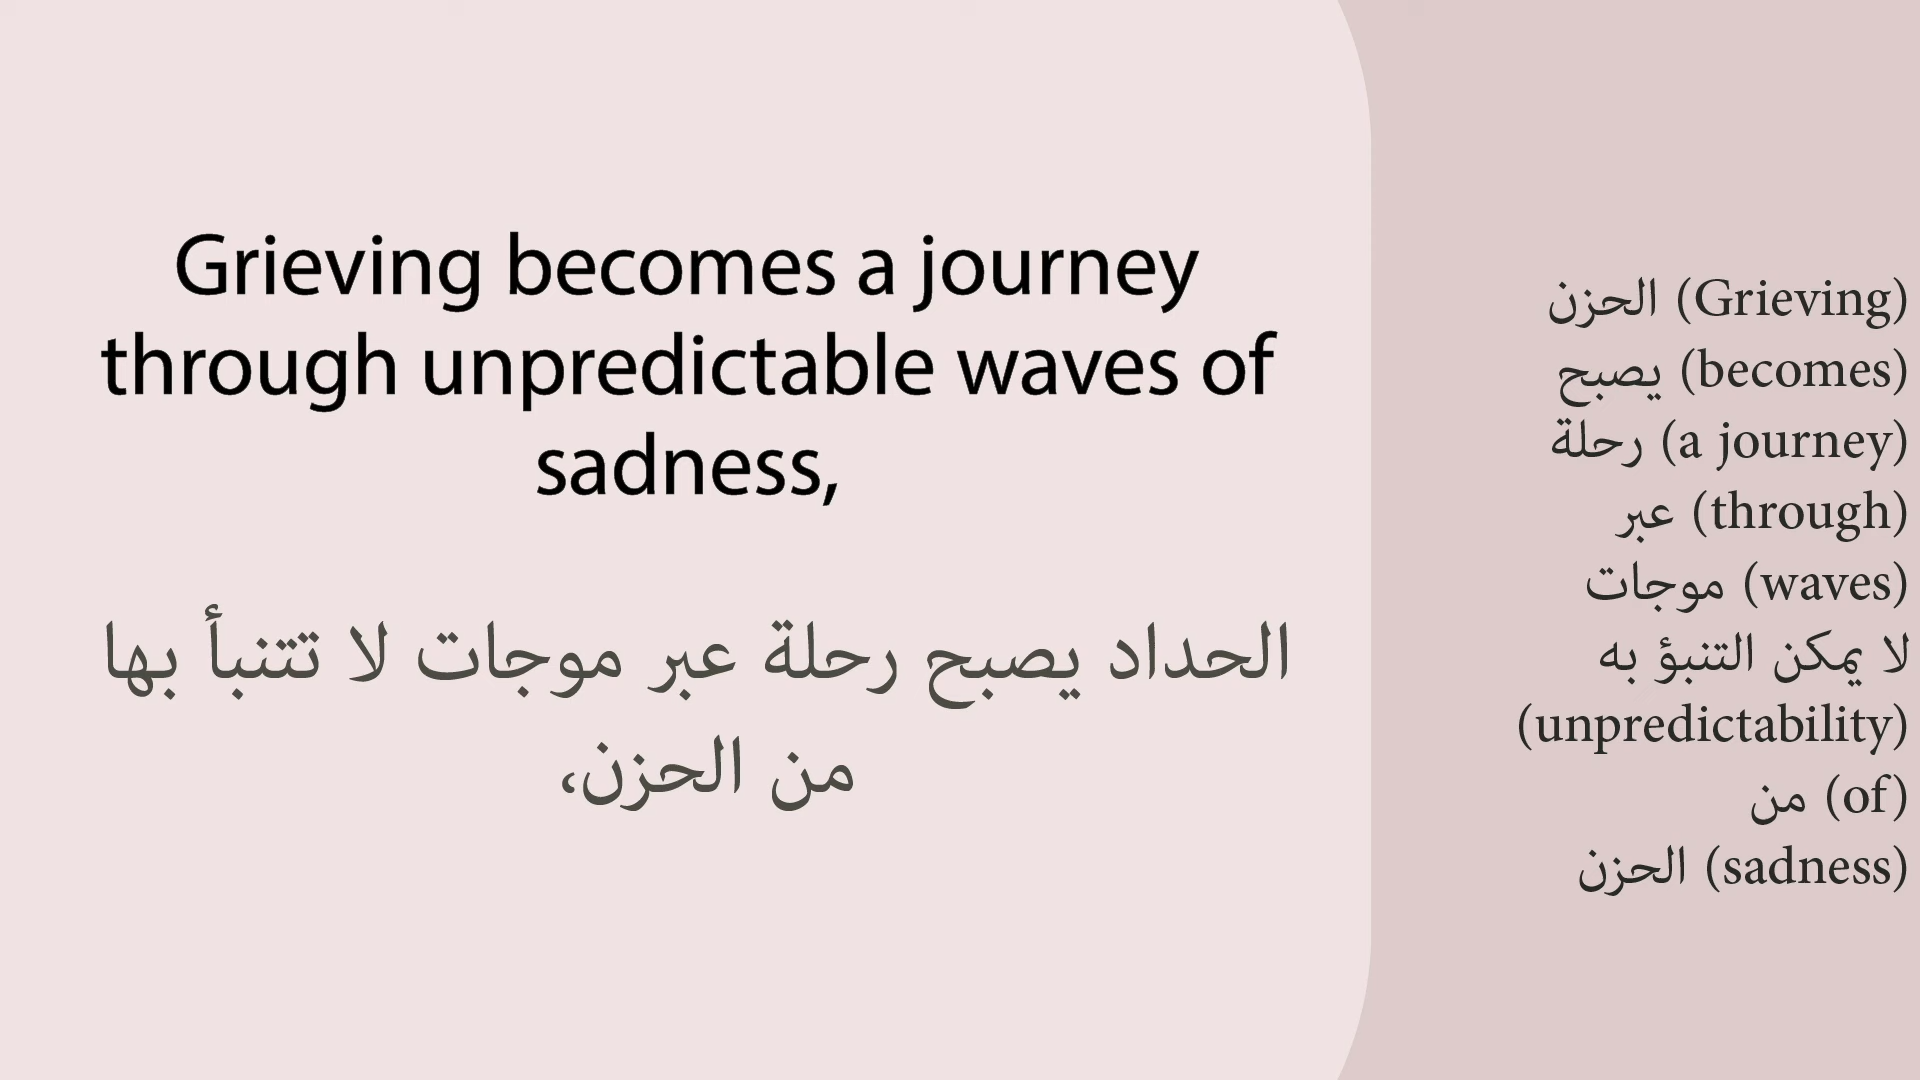 Grieving becomes a journey
through unpredictable waves of
sadness,
الحداد يصبح رحلة عبر موجات لا تتنبأ بها
من الحزن،
(Grieving) الحزن
(becomes) يصبح
(a journey) رحلة
(through) عبر
(waves) موجات
لا يمكن التنبؤ به
(unpredictability)
(of) من
(sadness) الحزن